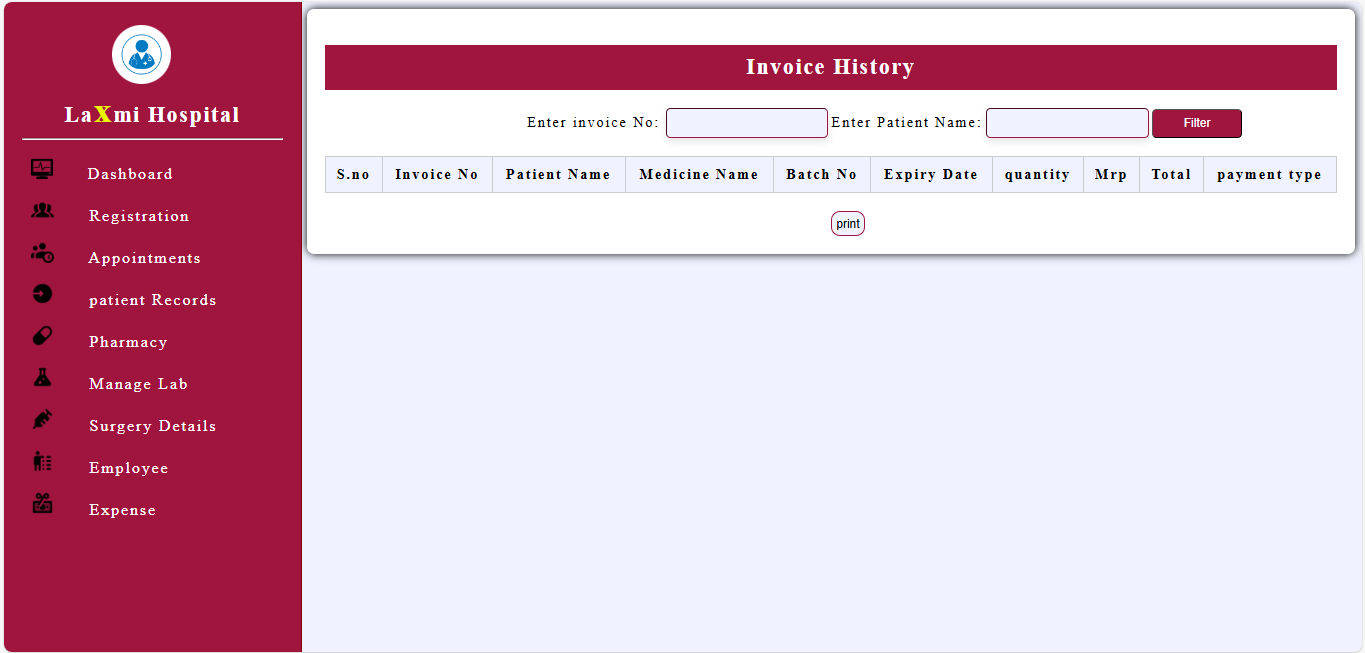 LaXmi Hospital
Dashboard
Registration
Appointments
patient Records
Pharmacy
Manage Lab
Surgery Details
Employee
Expense
Invoice History
Enter invoice No: Enter Patient Name: Filter
S.no Invoice No Patient Name Medicine Name Batch No Expiry Date quantity Mrp Total payment type
print